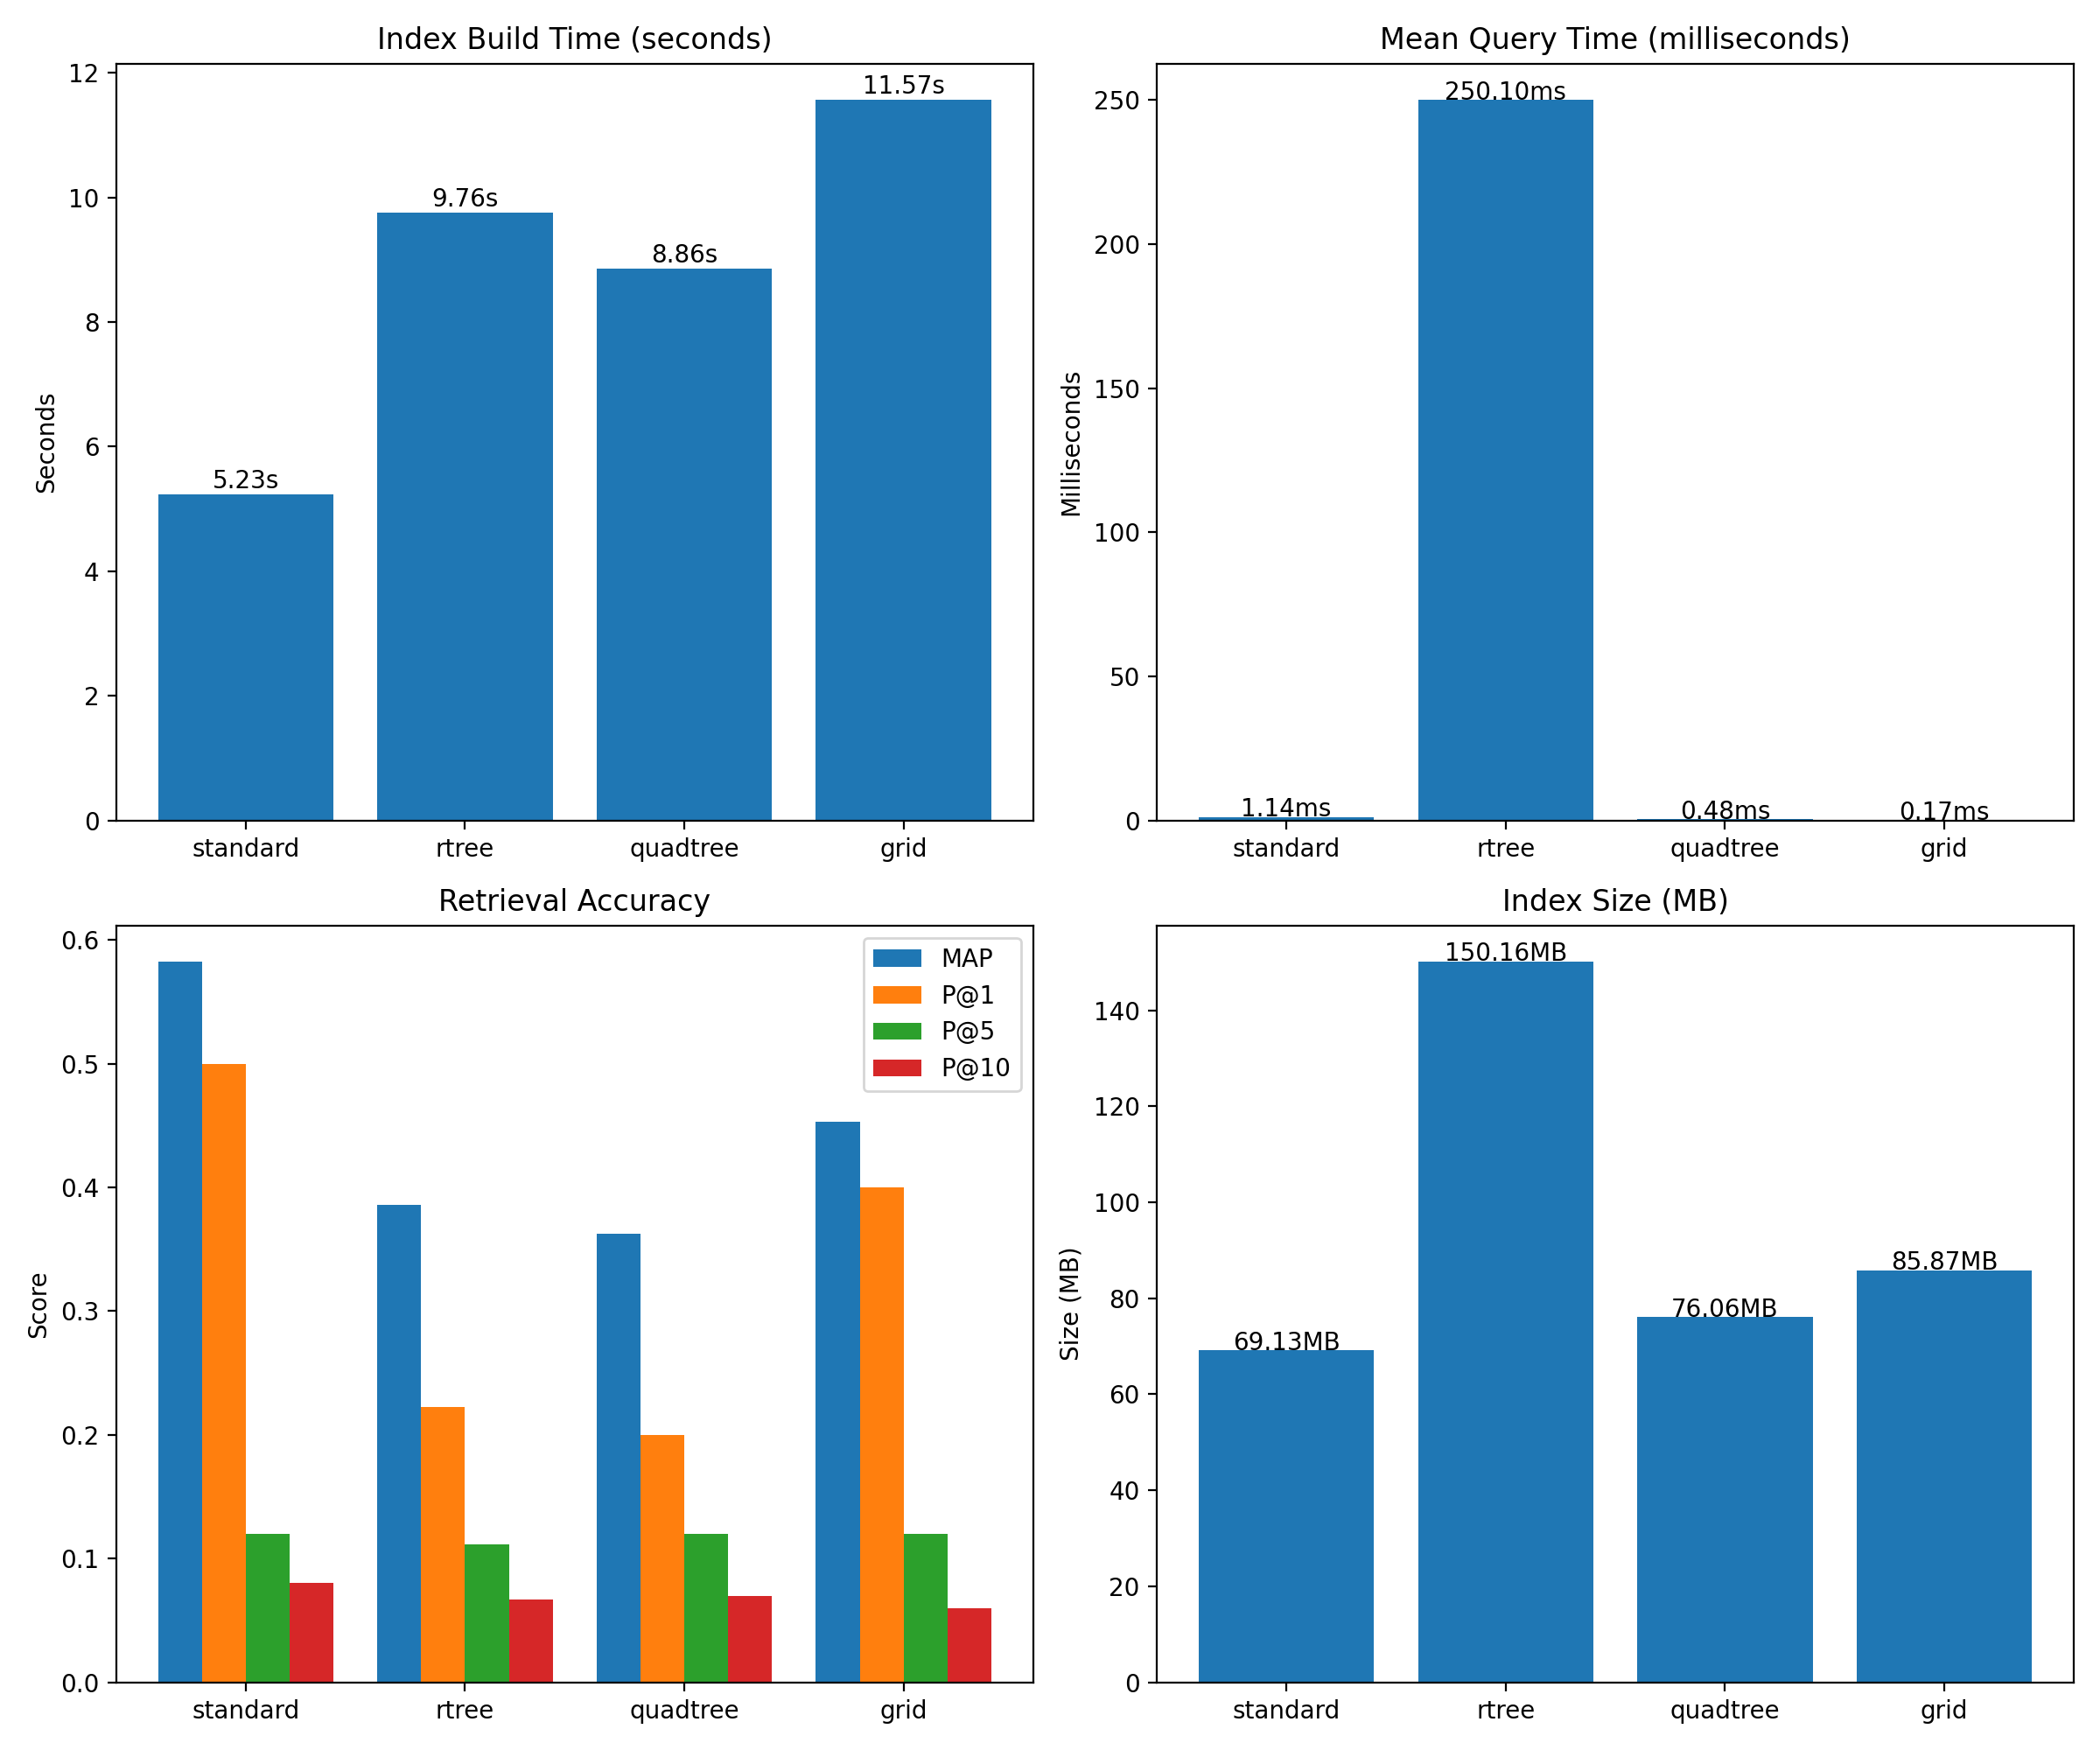 Index Build Time (seconds)
Seconds
12
10
8
6
4
2
0
5.23s
9.76s
8.86s
11.57s
standard
rtree
quadtree
grid
Mean Query Time (milliseconds)
Milliseconds
250
200
150
100
50
0
1.14ms
250.10ms
0.48ms
0.17ms
standard
rtree
quadtree
grid
Retrieval Accuracy
Score
0.6
0.5
0.4
0.3
0.2
0.1
0.0
MAP
P@1
P@5
P@10
standard
rtree
quadtree
grid
Index Size (MB)
Size (MB)
140
120
100
80
60
40
20
0
69.13MB
150.16MB
76.06MB
85.87MB
standard
rtree
quadtree
grid